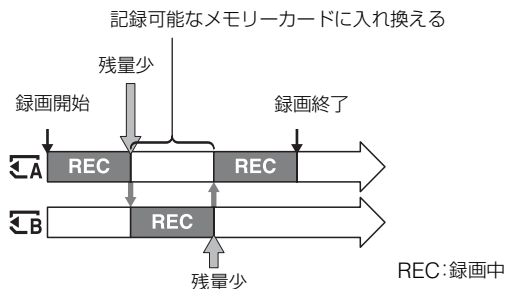 記録可能なメモリーカードに入れ換える
残量少
録画開始
録画終了
A REC REC
B REC
残量少
REC:録画中